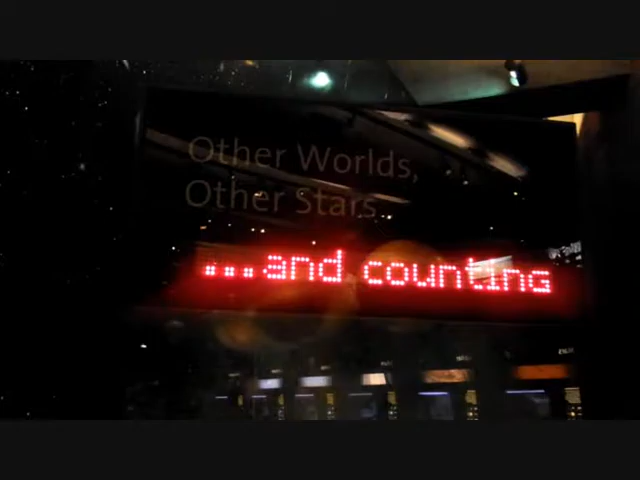 Other Worlds,
Other Stars
...and counting